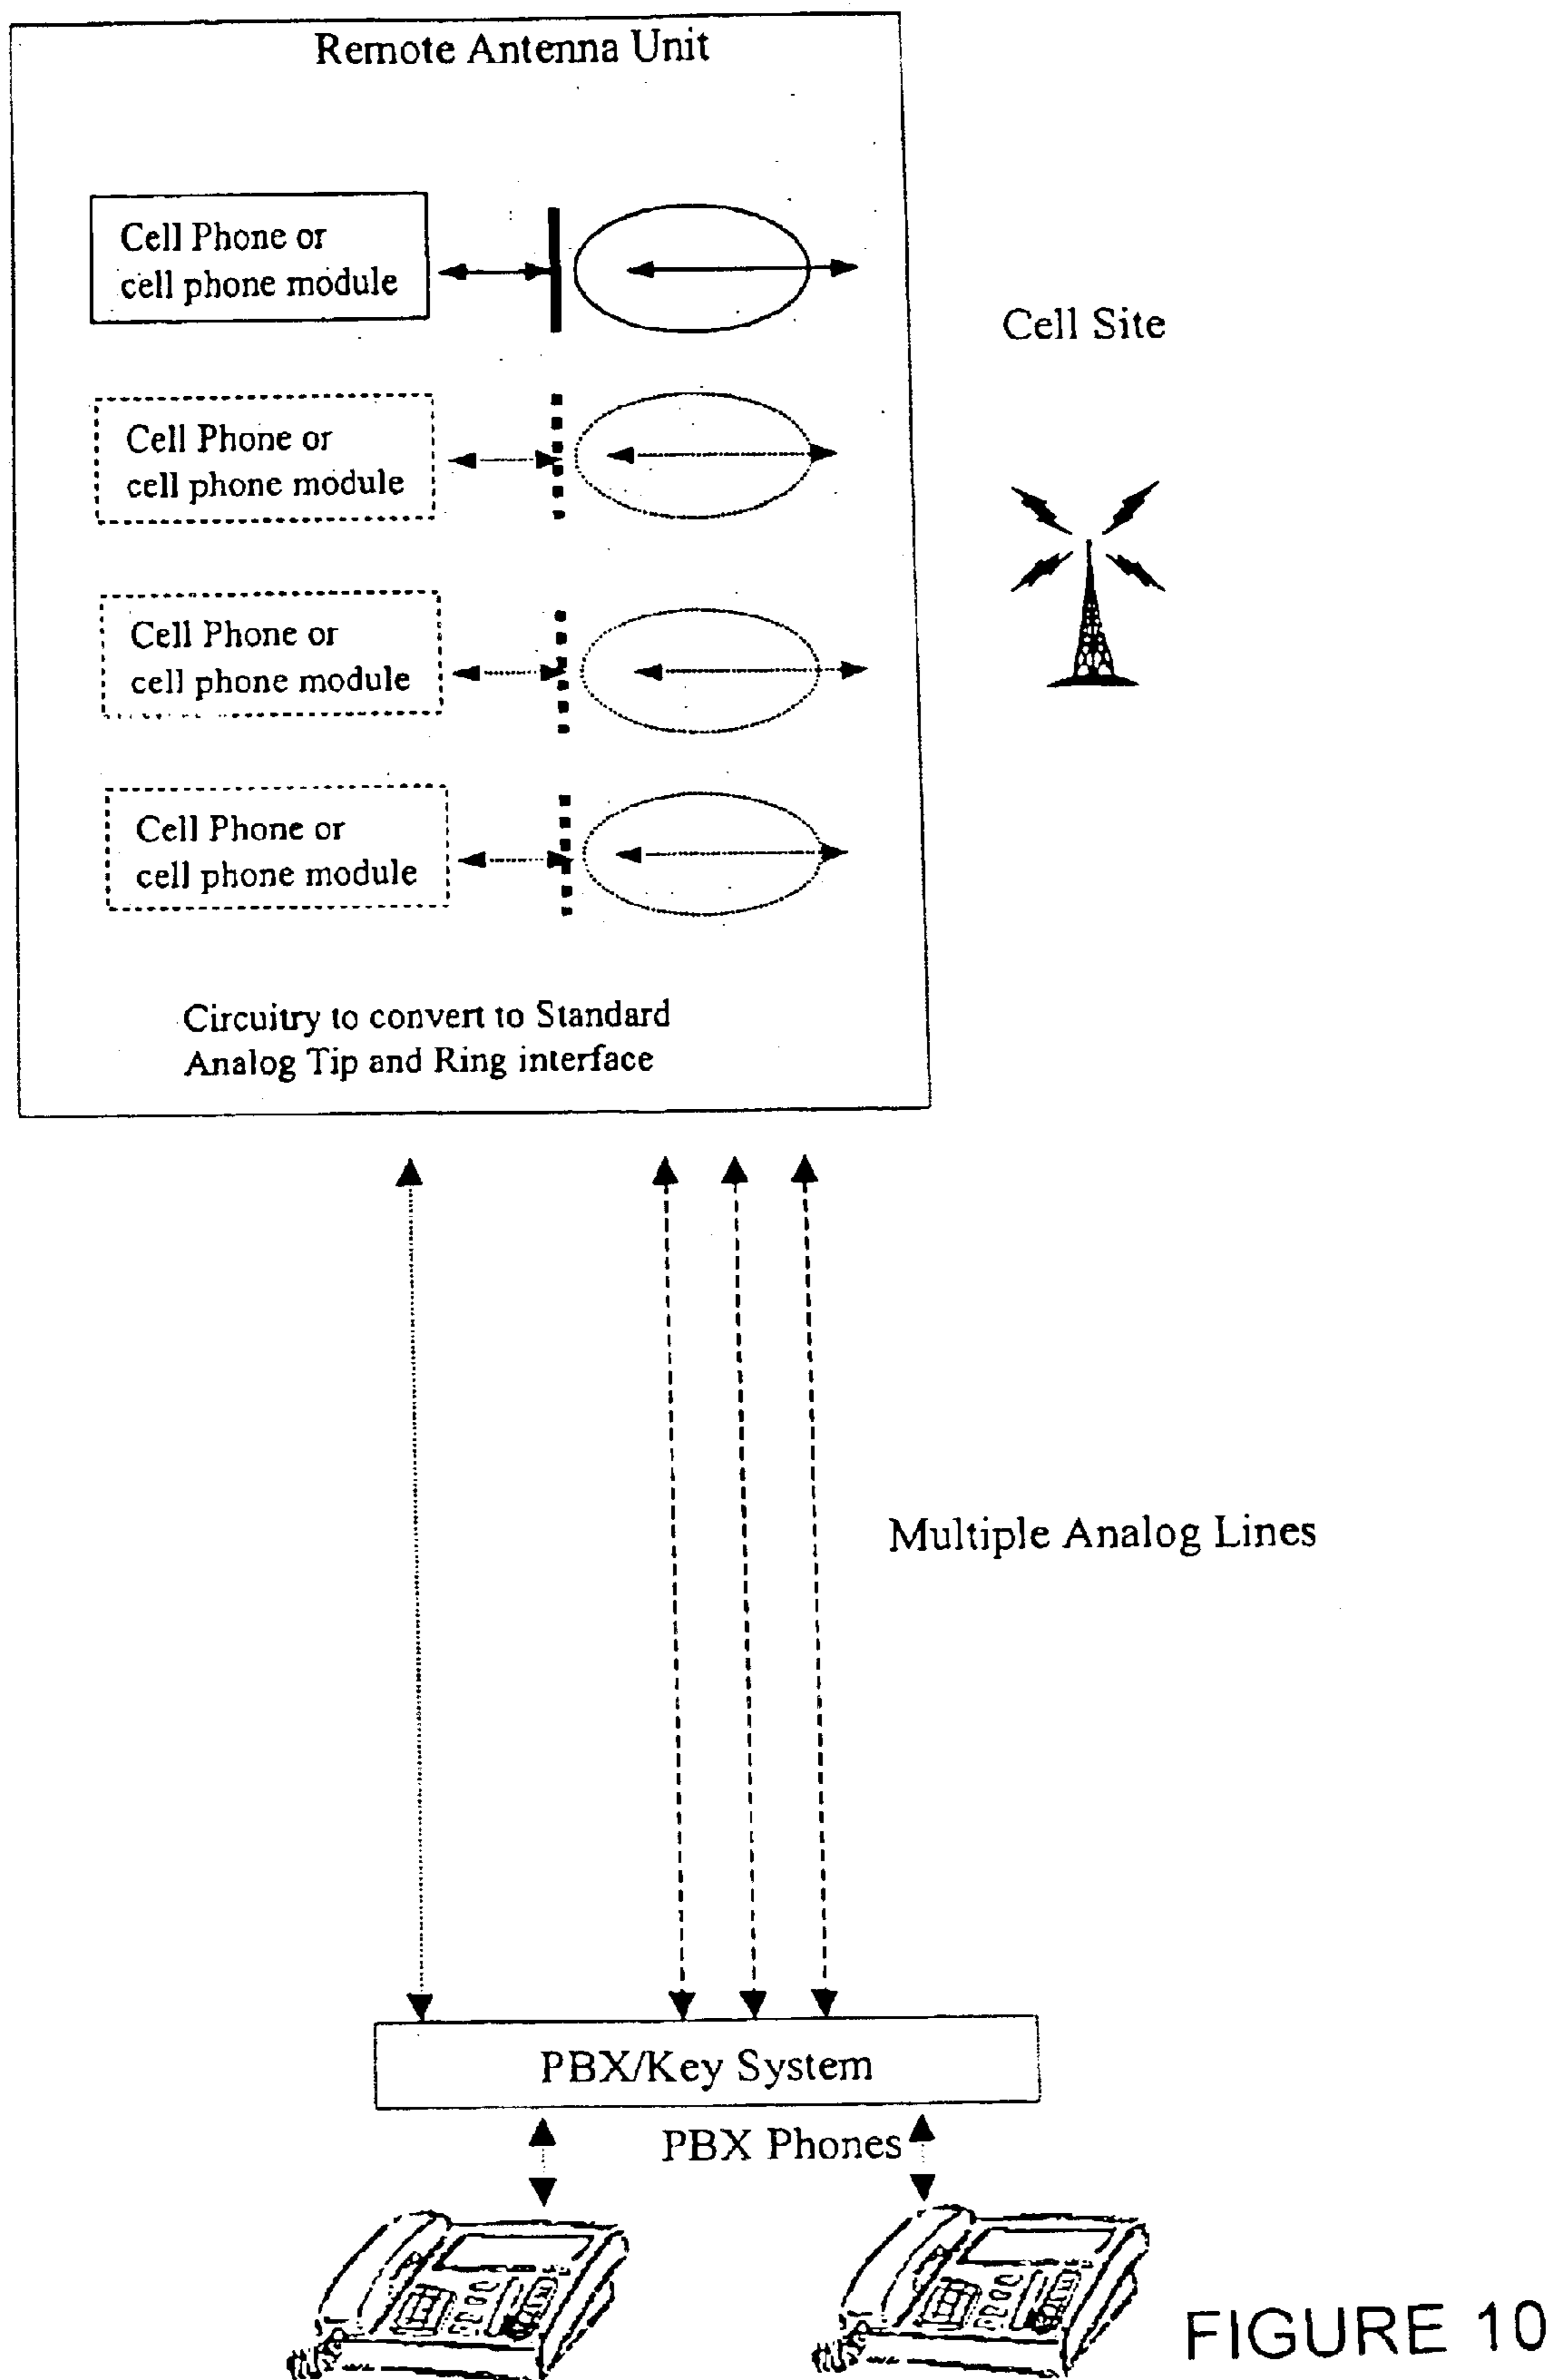 Remote Antenna Unit
Cell Phone or
cell phone module
Cell Site
Cell Phone or
cell phone module
Cell Phone or
cell phone module
Cell Phone or
cell phone module
Circuitry to convert to Standard
Analog Tip and Ring interface
Multiple Analog Lines
PBX/Key System
PBX Phones
FIGURE 10